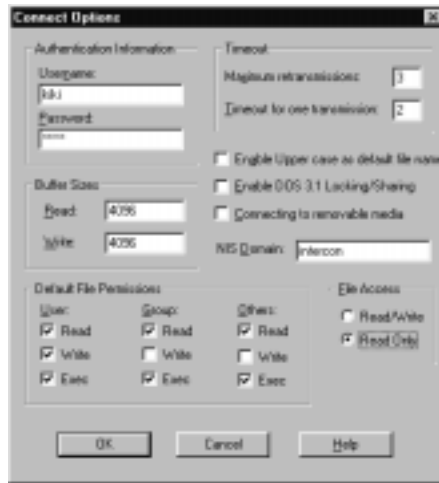 Connect Options
Authentication Information
Username:
kiki
Password:
****
Timeout
Maximum retransmissions: 3
Timeout for one transmission: 2
Enable Upper case as default file name
Enable DOS 3.1 Locking/Sharing
Connecting to removable media
Buffer Sizes
Read: 4096
Write: 4096
NIS Domain: intercon
Default File Permissions
User: Group: Others:
Read Read Read
Write Write Write
Exec Exec Exec
File Access
Read/Write
Read Only
OK Cancel Help